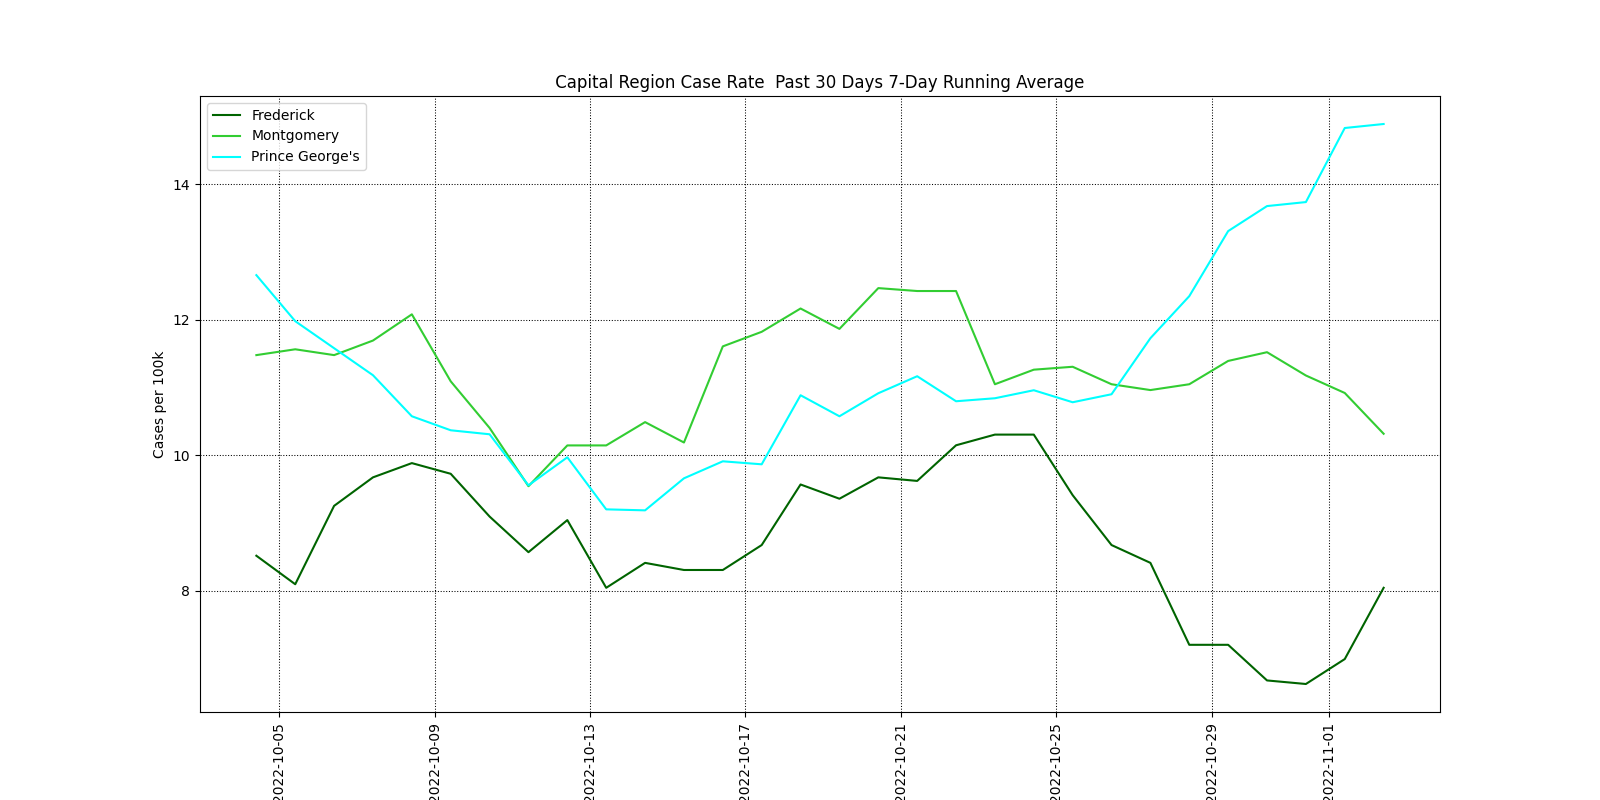 Capital Region Case Rate  Past 30 Days 7-Day Running Average
Frederick
Montgomery
Prince George's
Cases per 100k
14
12
10
8
2022-10-05
2022-10-09
2022-10-13
2022-10-17
2022-10-21
2022-10-25
2022-10-29
2022-11-01